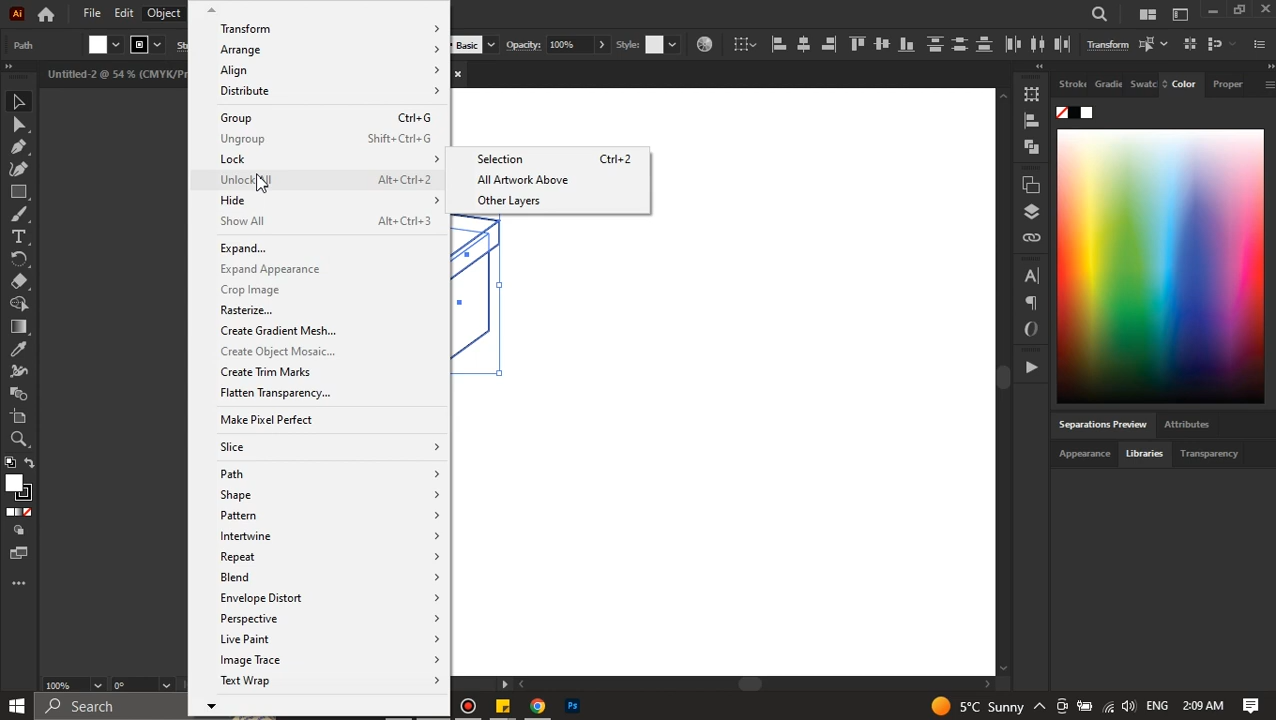 File Edit Object
Path
Basic
Opacity: 100%
Style:
Transform
Untitled-2 @ 54 % (CMYK/Pr
Stroke Gradie Swatc Color Proper
Transform
Arrange
Align
Distribute
Group Ctrl+G
Ungroup Shift+Ctrl+G
Lock
Unlock All Alt+Ctrl+2
Hide
Show All Alt+Ctrl+3
Selection Ctrl+2
All Artwork Above
Other Layers
Expand...
Expand Appearance
Crop Image
Rasterize...
Create Gradient Mesh...
Create Object Mosaic...
Create Trim Marks
Flatten Transparency...
Make Pixel Perfect
Slice
Path
Shape
Pattern
Intertwine
Repeat
Blend
Envelope Distort
Perspective
Live Paint
Image Trace
Text Wrap
Separations Preview Attributes
Appearance Libraries Transparency
100% 0°
Search
Ps
5°C Sunny
ENG 2:09 AM